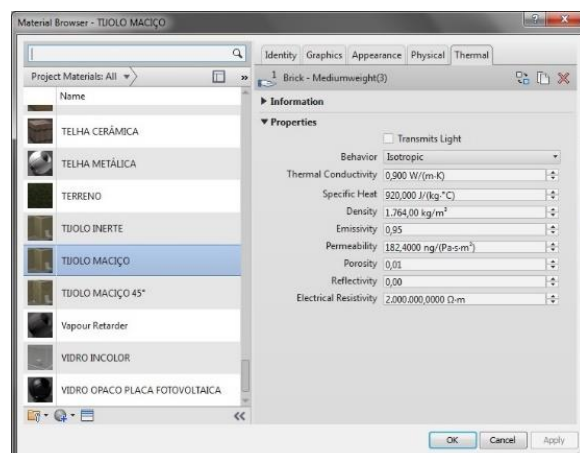 Material Browser - TIJOLO MACIÇO
Project Materials: All
Name
TELHA CERÂMICA
TELHA METÁLICA
TERRENO
TIJOLO INERTE
TIJOLO MACIÇO
TIJOLO MACIÇO 45°
Vapour Retarder
VIDRO INCOLOR
VIDRO OPACO PLACA FOTOVOLTAICA
Identity Graphics Appearance Physical Thermal
1 Brick - Mediumweight(3)
Information
Properties
Transmits Light
Behavior Isotropic
Thermal Conductivity 0,900 W/(m·K)
Specific Heat 920,000 J/(kg·°C)
Density 1.764,00 kg/m³
Emissivity 0,95
Permeability 182,4000 ng/(Pa·s·m²)
Porosity 0,01
Reflectivity 0,00
Electrical Resistivity 2.000.000,0000 Ω·m
OK Cancel Apply